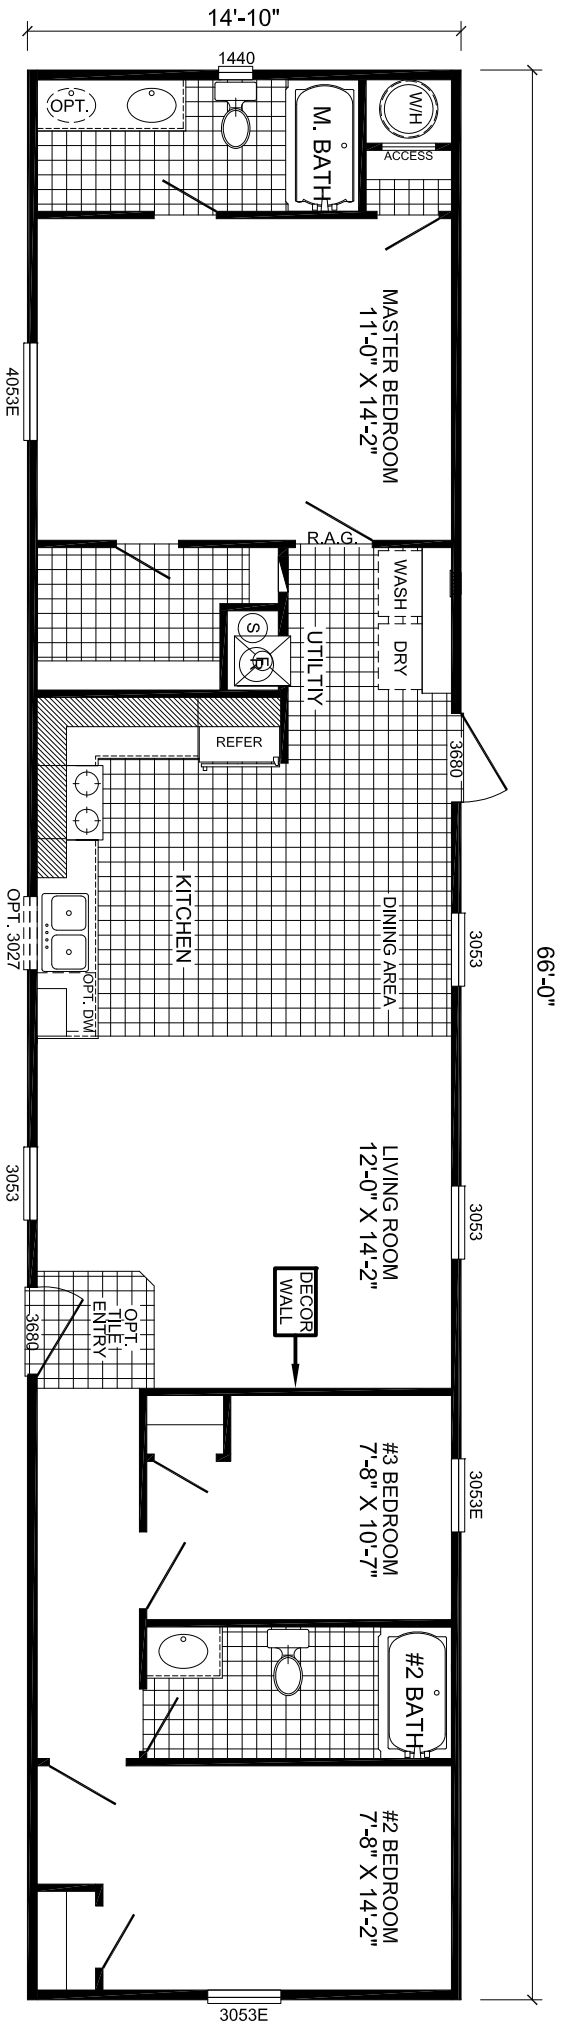 14'-10"
1440
OPT.
M. BATH
W/H
ACCESS
MASTER BEDROOM
11'-0" X 14'-2"
4053E
R.A.G.
WASH
DRY
S
UTILTIY
REFER
3680
KITCHEN
DINING AREA
3053
OPT. 3027
OPT. DW
66'-0"
LIVING ROOM
12'-0" X 14'-2"
3053
3053
DECOR
WALL
OPT.
TILE
ENTRY
3680
#3 BEDROOM
7'-8" X 10'-7"
3053E
#2 BATH
#2 BEDROOM
7'-8" X 14'-2"
3053E